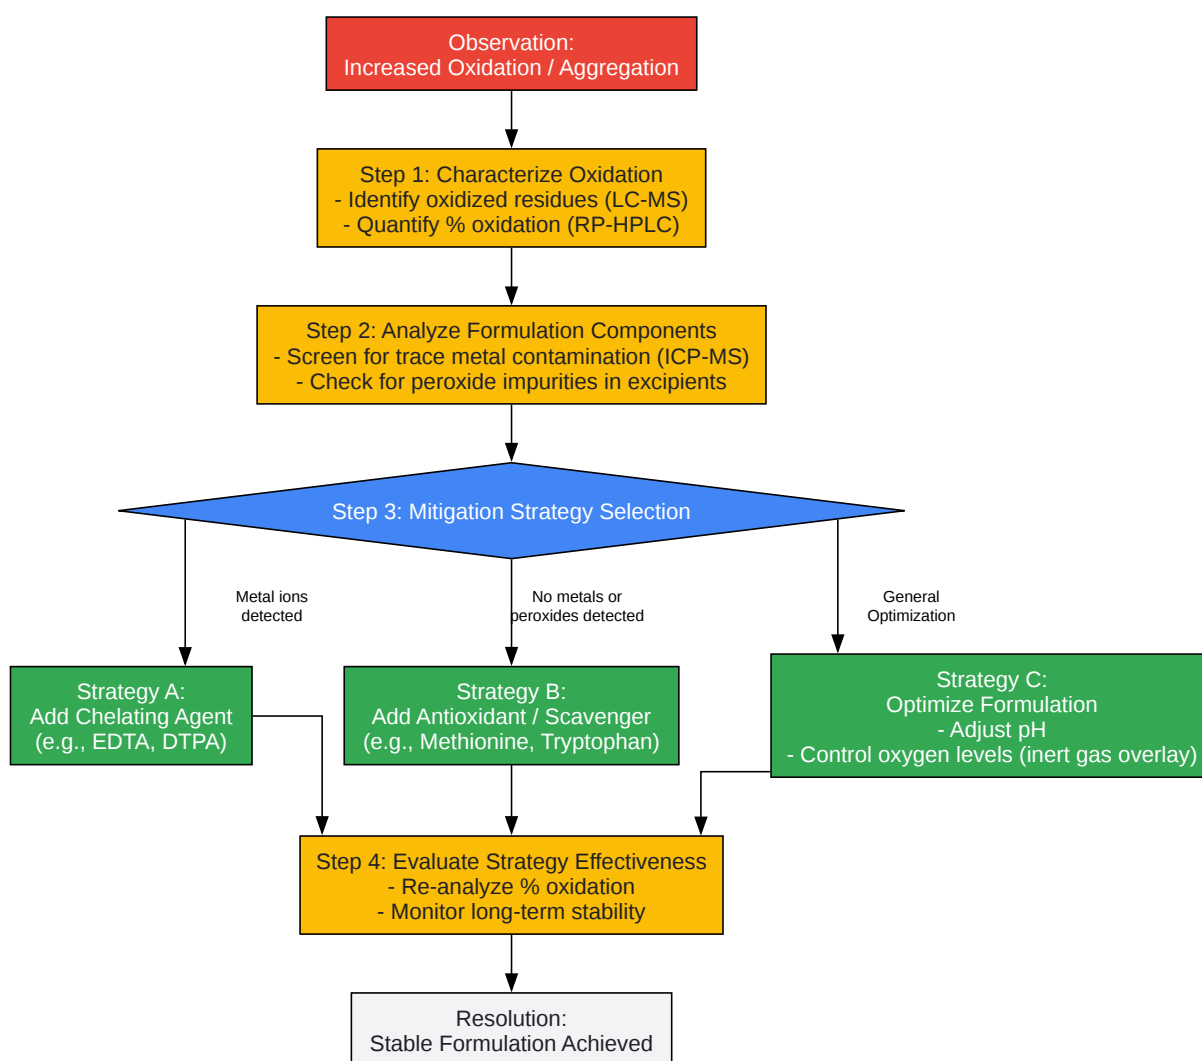 Observation:
Increased Oxidation / Aggregation
Step 1: Characterize Oxidation
- Identify oxidized residues (LC-MS)
- Quantify % oxidation (RP-HPLC)
Step 2: Analyze Formulation Components
- Screen for trace metal contamination (ICP-MS)
- Check for peroxide impurities in excipients
Step 3: Mitigation Strategy Selection
Metal ions
detected
No metals or
peroxides detected
General
Optimization
Strategy A:
Add Chelating Agent
(e.g., EDTA, DTPA)
Strategy B:
Add Antioxidant / Scavenger
(e.g., Methionine, Tryptophan)
Strategy C:
Optimize Formulation
- Adjust pH
- Control oxygen levels (inert gas overlay)
Step 4: Evaluate Strategy Effectiveness
- Re-analyze % oxidation
- Monitor long-term stability
Resolution:
Stable Formulation Achieved